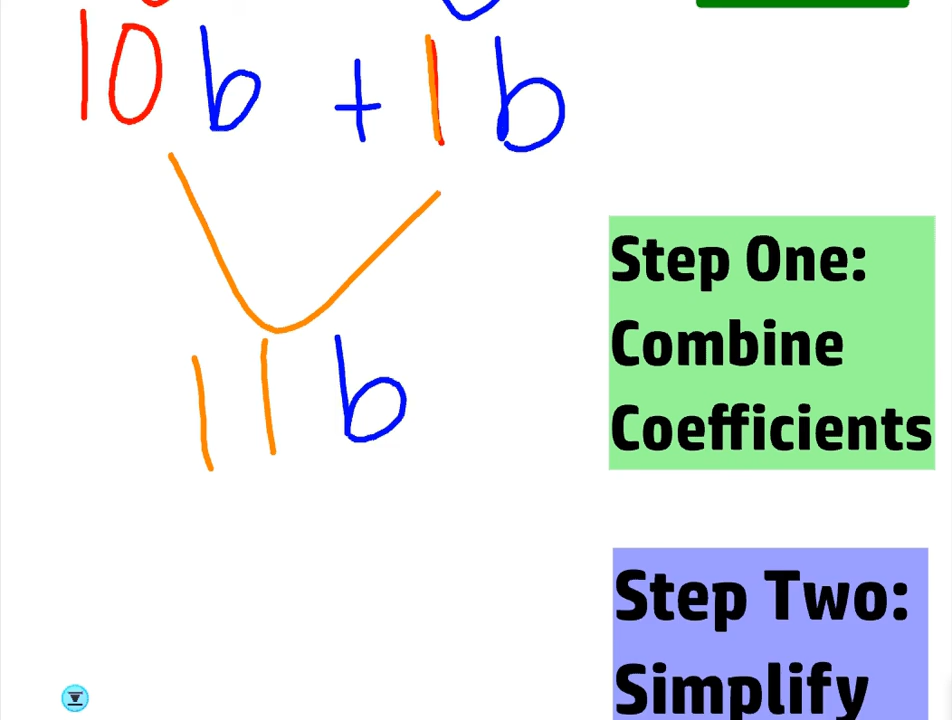 10b + 1b
11b
Step One:
Combine
Coefficients
Step Two:
Simplify